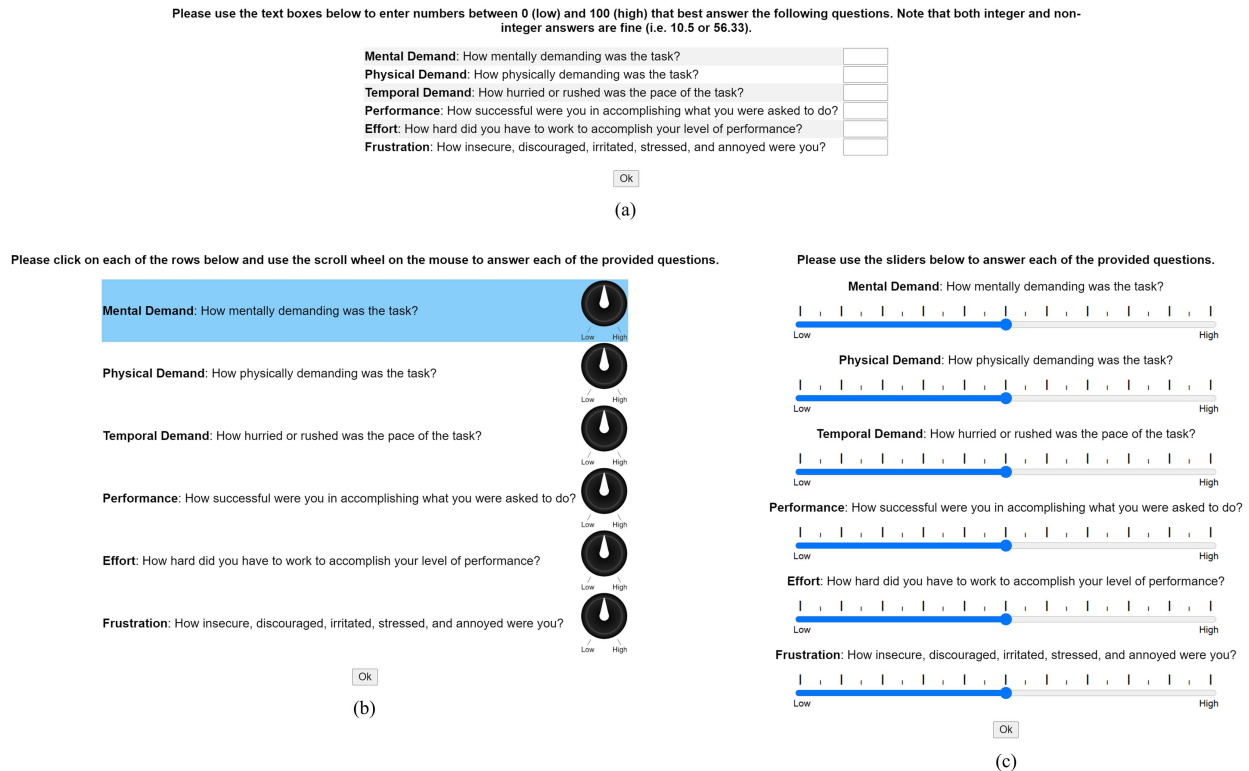 Please use the text boxes below to enter numbers between 0 (low) and 100 (high) that best answer the following questions. Note that both integer and non-
integer answers are fine (i.e. 10.5 or 56.33).
Mental Demand: How mentally demanding was the task?
Physical Demand: How physically demanding was the task?
Temporal Demand: How hurried or rushed was the pace of the task?
Performance: How successful were you in accomplishing what you were asked to do?
Effort: How hard did you have to work to accomplish your level of performance?
Frustration: How insecure, discouraged, irritated, stressed, and annoyed were you?
Ok
(a)
Please click on each of the rows below and use the scroll wheel on the mouse to answer each of the provided questions.
Mental Demand: How mentally demanding was the task?
Low High
Physical Demand: How physically demanding was the task?
Low High
Temporal Demand: How hurried or rushed was the pace of the task?
Low High
Performance: How successful were you in accomplishing what you were asked to do?
Low High
Effort: How hard did you have to work to accomplish your level of performance?
Low High
Frustration: How insecure, discouraged, irritated, stressed, and annoyed were you?
Low High
Ok
(b)
Please use the sliders below to answer each of the provided questions.
Mental Demand: How mentally demanding was the task?
Low High
Physical Demand: How physically demanding was the task?
Low High
Temporal Demand: How hurried or rushed was the pace of the task?
Low High
Performance: How successful were you in accomplishing what you were asked to do?
Low High
Effort: How hard did you have to work to accomplish your level of performance?
Low High
Frustration: How insecure, discouraged, irritated, stressed, and annoyed were you?
Low High
Ok
(c)